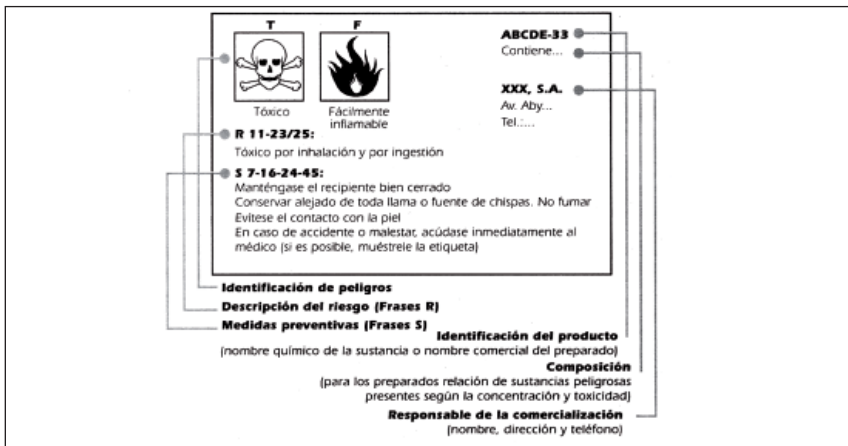 T F
Tóxico Fácilmente
inflamable
ABCDE-33
Contiene...
XXX, S.A.
Av. Aby...
Tel.:...
R 11-23/25:
Tóxico por inhalación y por ingestión
S 7-16-24-45:
Manténgase el recipiente bien cerrado
Conservar alejado de toda llama o fuente de chispas. No fumar
Evítese el contacto con la piel
En caso de accidente o malestar, acúdase inmediatamente al
médico (si es posible, muéstrele la etiqueta)
Identificación de peligros
Descripción del riesgo (Frases R)
Medidas preventivas (Frases S)
Identificación del producto
(nombre químico de la sustancia o nombre comercial del preparado)
Composición
(para los preparados relación de sustancias peligrosas
presentes según la concentración y toxicidad)
Responsable de la comercialización
(nombre, dirección y teléfono)